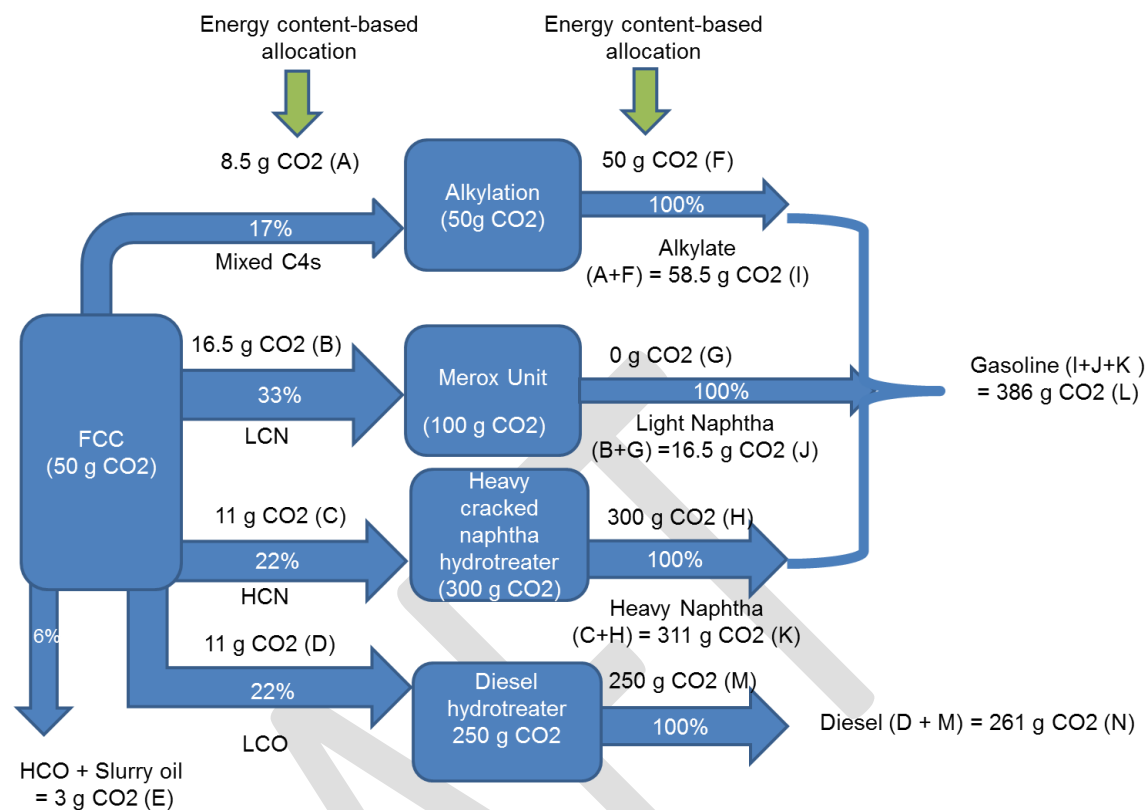 Energy content-based
allocation
Energy content-based
allocation
8.5 g CO2 (A)
17%
Mixed C4s
Alkylation
(50g CO2)
50 g CO2 (F)
100%
Alkylate
(A+F) = 58.5 g CO2 (I)
FCC
(50 g CO2)
16.5 g CO2 (B)
33%
LCN
Merox Unit
(100 g CO2)
0 g CO2 (G)
100%
Light Naphtha
(B+G) =16.5 g CO2 (J)
Gasoline (I+J+K )
= 386 g CO2 (L)
11 g CO2 (C)
22%
HCN
Heavy
cracked
naphtha
hydrotreater
(300 g CO2)
300 g CO2 (H)
100%
Heavy Naphtha
(C+H) = 311 g CO2 (K)
6%
11 g CO2 (D)
22%
LCO
Diesel
hydrotreater
250 g CO2
250 g CO2 (M)
100%
Diesel (D + M) = 261 g CO2 (N)
HCO + Slurry oil
= 3 g CO2 (E)